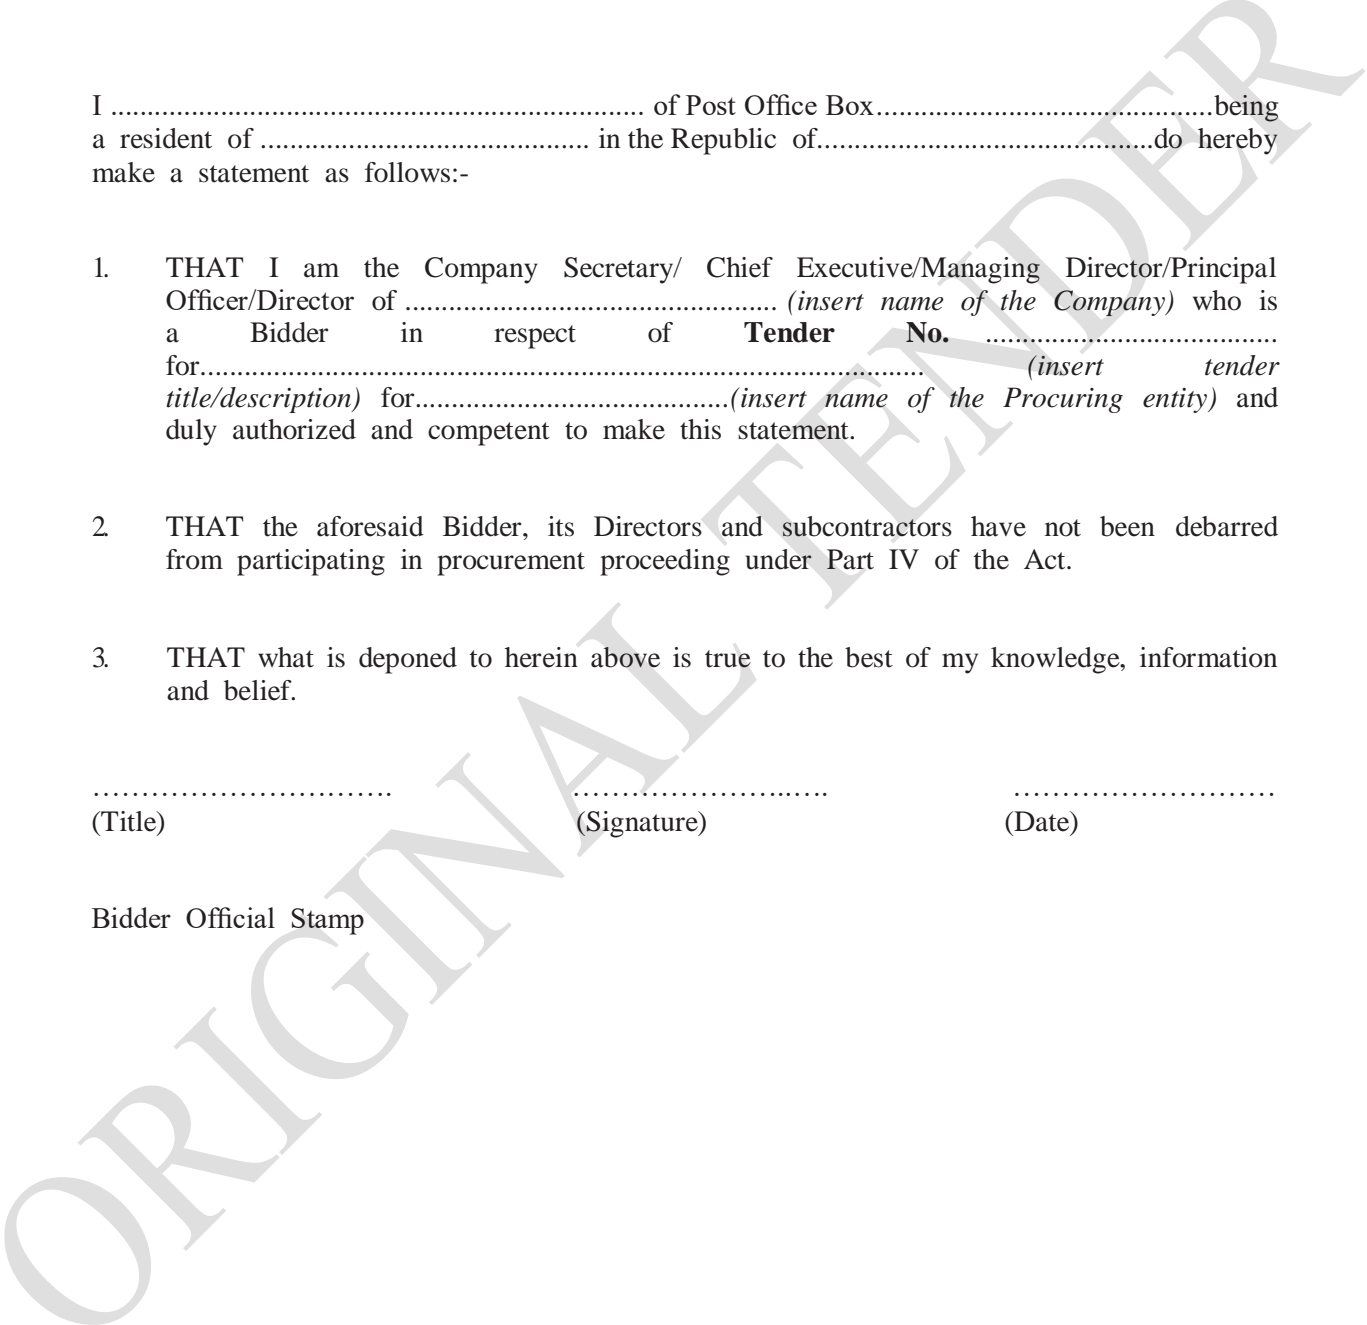 I ......................................................................... of Post Office Box..............................................being
a resident of ............................................. in the Republic of..............................................do hereby
make a statement as follows:-
1. THAT I am the Company Secretary/ Chief Executive/Managing Director/Principal
Officer/Director of ................................................... (insert name of the Company) who is
a Bidder in respect of Tender No. ........................................
for................................................................................................... (insert tender
title/description) for...........................................(insert name of the Procuring entity) and
duly authorized and competent to make this statement.
2. THAT the aforesaid Bidder, its Directors and subcontractors have not been debarred
from participating in procurement proceeding under Part IV of the Act.
3. THAT what is deponed to herein above is true to the best of my knowledge, information
and belief.
…………………………. …………………..…. ………………………
(Title) (Signature) (Date)
Bidder Official Stamp
ORIGINAL TENDER